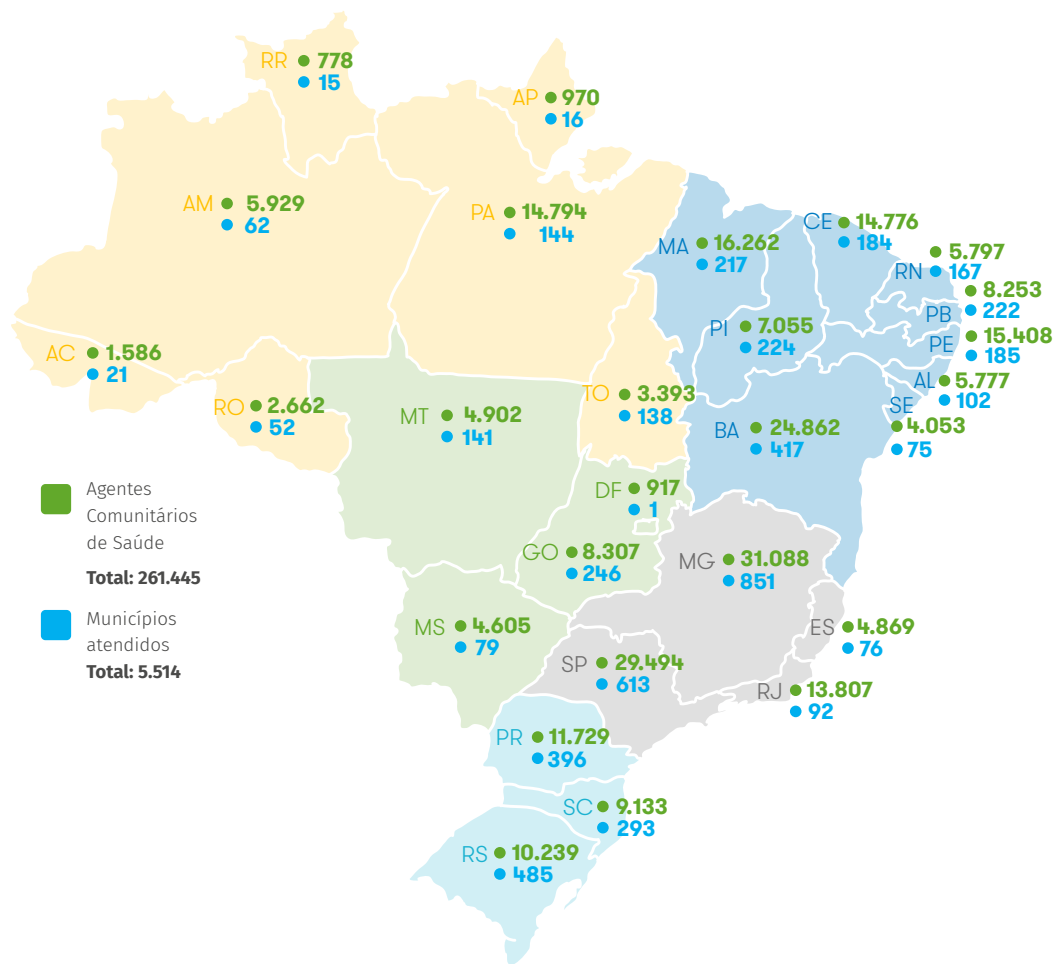 RR 778
15
AP 970
16
AM 5.929
62
PA 14.794
144
MA 16.262
217
CE 14.776
184
RN 5.797
167
PB 8.253
222
PE 15.408
185
PI 7.055
224
AC 1.586
21
RO 2.662
52
MT 4.902
141
TO 3.393
138
AL 5.777
102
SE 4.053
75
BA 24.862
417
DF 917
1
GO 8.307
246
MG 31.088
851
MS 4.605
79
ES 4.869
76
SP 29.494
613
RJ 13.807
92
PR 11.729
396
SC 9.133
293
RS 10.239
485
Agentes
Comunitários
de Saúde
Total: 261.445
Municípios
atendidos
Total: 5.514